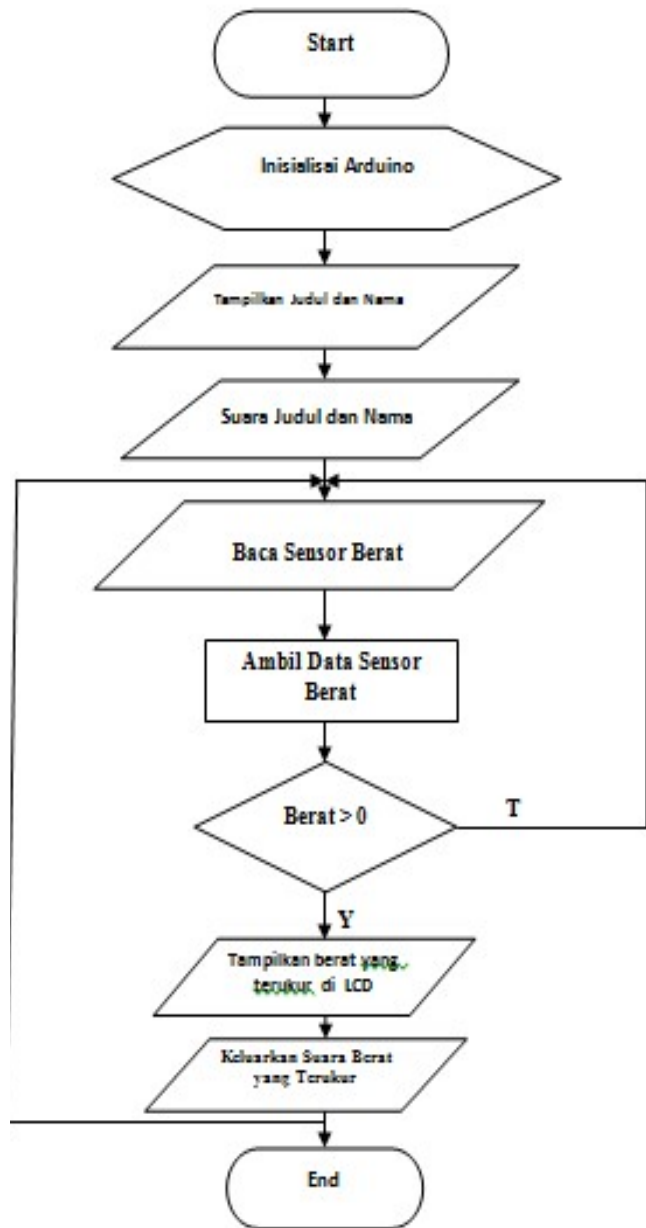 Start
Inisialisai Arduino
Tampilkan Judul dan Nama
Suara Judul dan Nama
Baca Sensor Berat
Ambil Data Sensor
Berat
Berat > 0
T
Y
Tampilkan berat yang
terukur di LCD
Keluarkan Suara Berat
yang Terukur
End